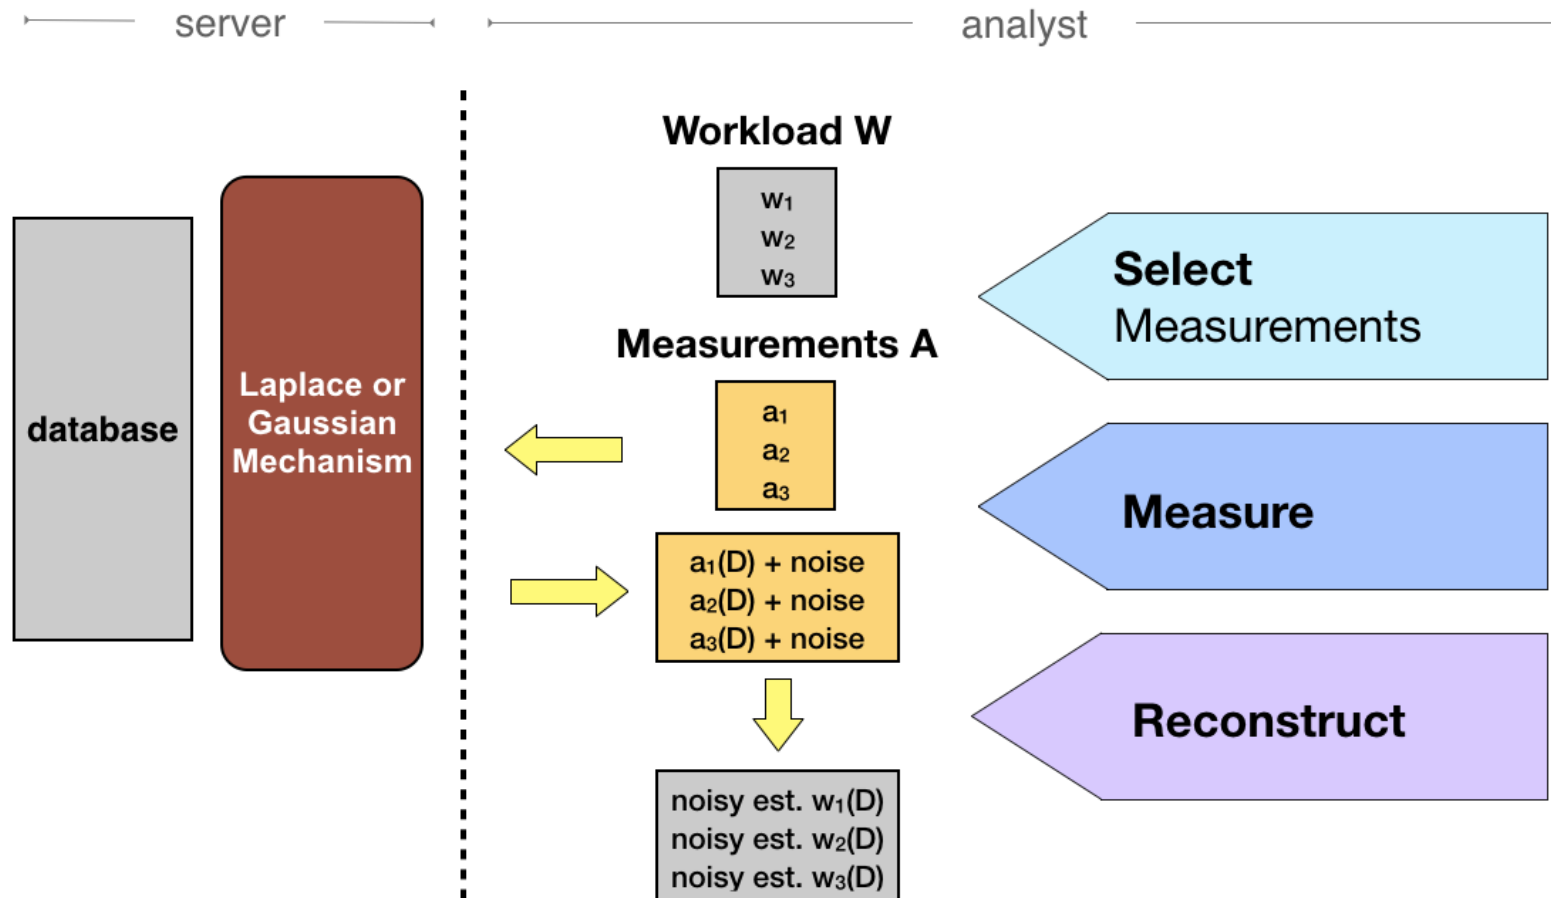 server
analyst
Workload W
w₁
w₂
w₃
Select
Measurements
Measurements A
a₁
a₂
a₃
database
Laplace or
Gaussian
Mechanism
Measure
a₁(D) + noise
a₂(D) + noise
a₃(D) + noise
Reconstruct
noisy est. w₁(D)
noisy est. w₂(D)
noisy est. w₃(D)